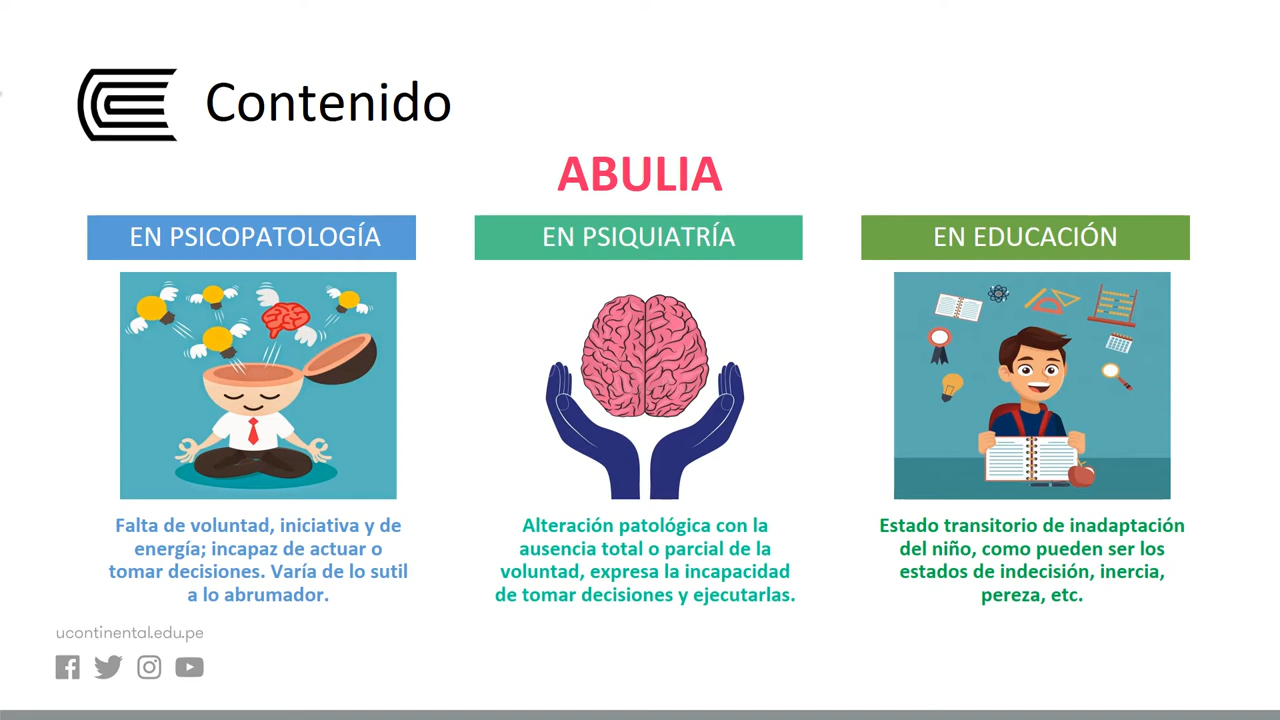 Contenido
ABULIA
EN PSICOPATOLOGÍA
Falta de voluntad, iniciativa y de
energía; incapaz de actuar o
tomar decisiones. Varía de lo sutil
a lo abrumador.
EN PSIQUIATRÍA
Alteración patológica con la
ausencia total o parcial de la
voluntad, expresa la incapacidad
de tomar decisiones y ejecutarlas.
EN EDUCACIÓN
Estado transitorio de inadaptación
del niño, como pueden ser los
estados de indecisión, inercia,
pereza, etc.
ucontinental.edu.pe